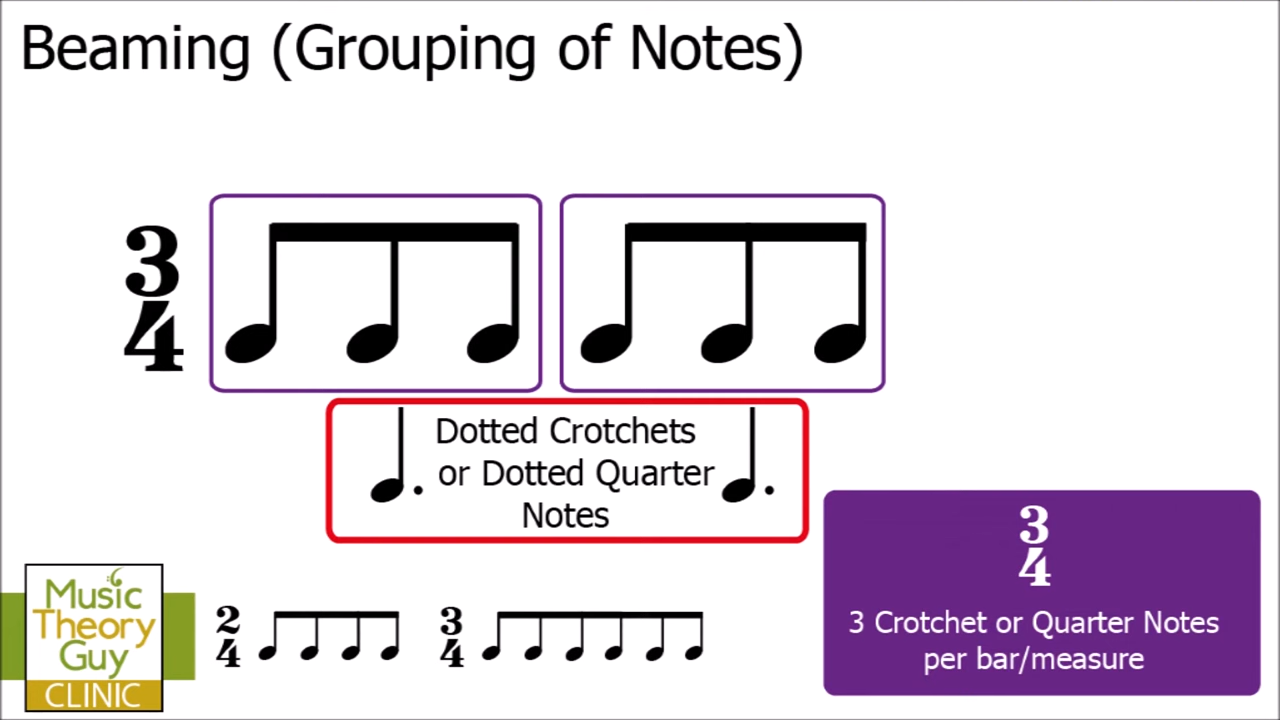 Beaming (Grouping of Notes)
3
4
Dotted Crotchets
or Dotted Quarter
Notes
3
4
3 Crotchet or Quarter Notes
per bar/measure
Music
Theory
Guy
CLINIC
2
4
3
4